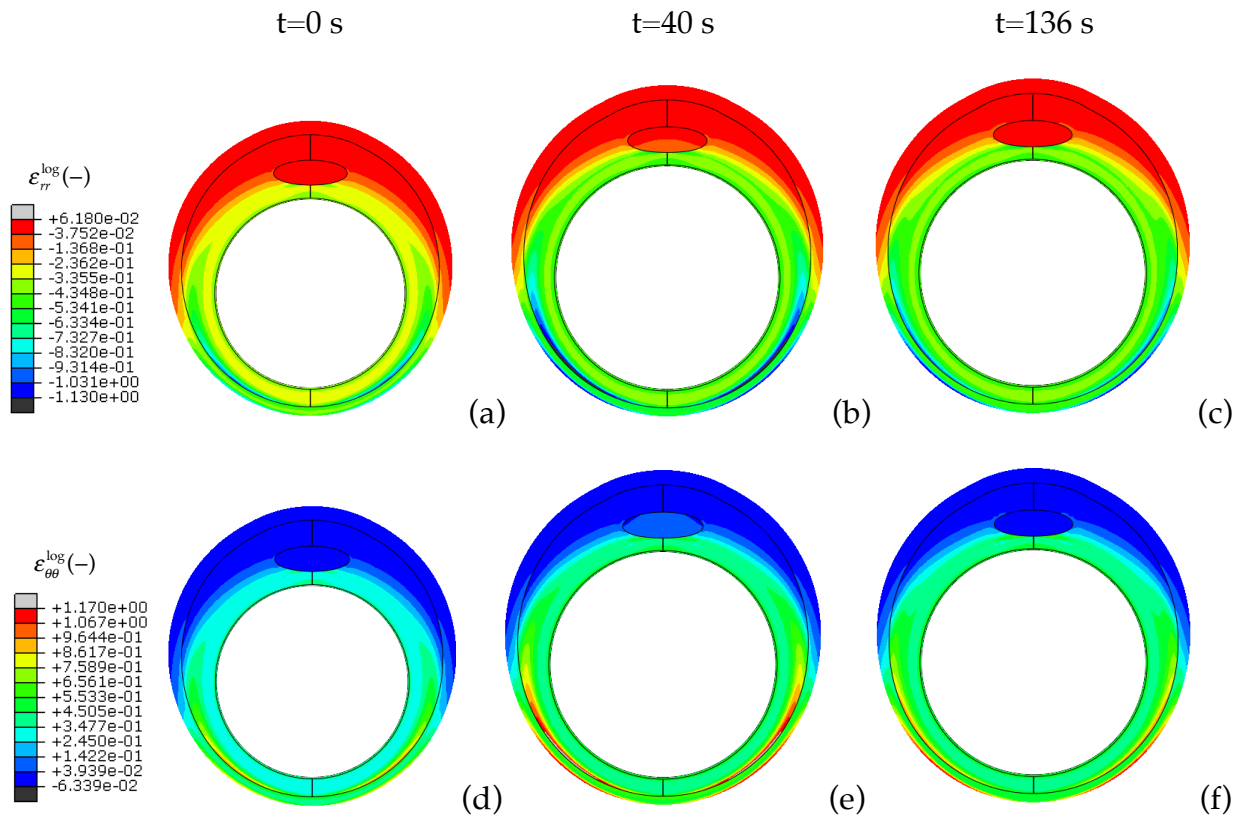 t=0 s
t=40 s
t=136 s
ε_rr^log(–)
+6.180e-02
-3.752e-02
-1.368e-01
-2.362e-01
-3.355e-01
-4.348e-01
-5.341e-01
-6.334e-01
-7.327e-01
-8.320e-01
-9.314e-01
-1.031e+00
-1.130e+00
(a)
(b)
(c)
ε_θθ^log(–)
+1.170e+00
+1.067e+00
+9.644e-01
+8.617e-01
+7.589e-01
+6.561e-01
+5.533e-01
+4.505e-01
+3.477e-01
+2.450e-01
+1.422e-01
+3.939e-02
-6.339e-02
(d)
(e)
(f)